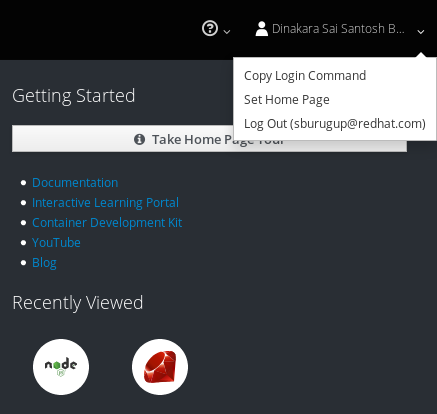 Dinakara Sai Santosh B...
Copy Login Command
Set Home Page
Log Out (sburugup@redhat.com)
Getting Started
Take Home Page Tour
Documentation
Interactive Learning Portal
Container Development Kit
YouTube
Blog
Recently Viewed
node
JS